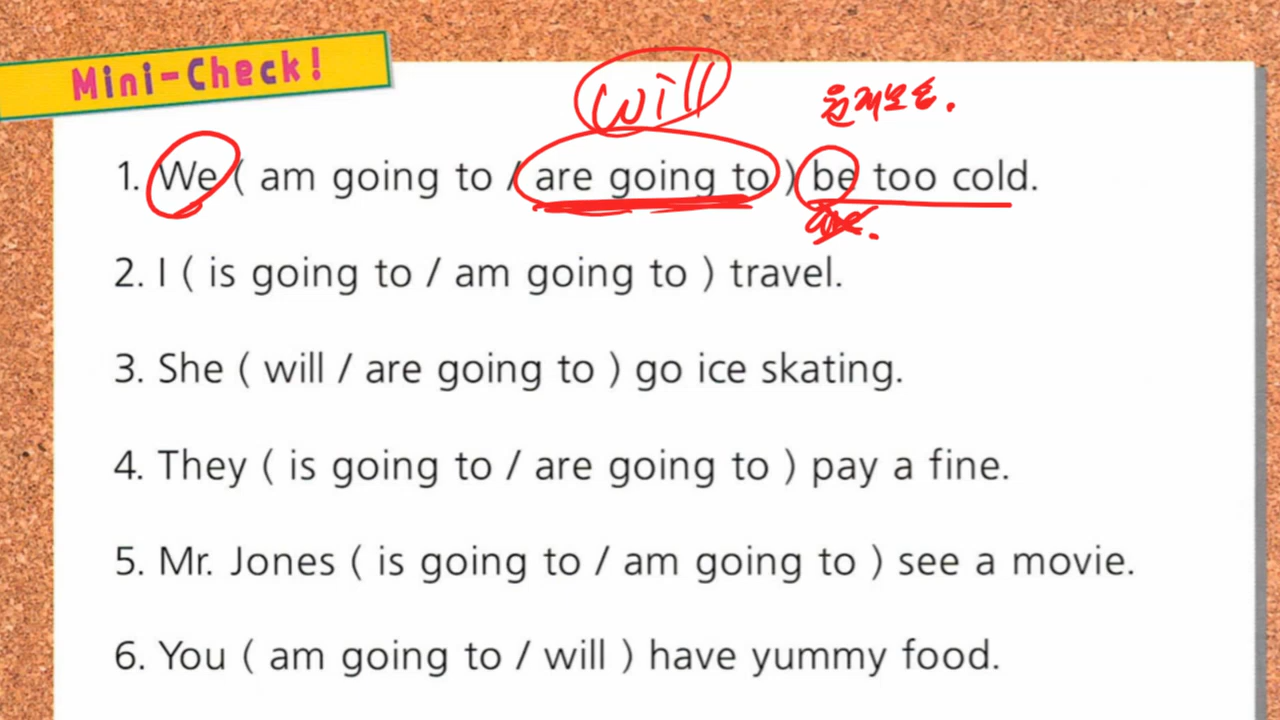 Mini-Check!
will
1. We ( am going to / are going to ) be too cold.
2. I ( is going to / am going to ) travel.
3. She ( will / are going to ) go ice skating.
4. They ( is going to / are going to ) pay a fine.
5. Mr. Jones ( is going to / am going to ) see a movie.
6. You ( am going to / will ) have yummy food.